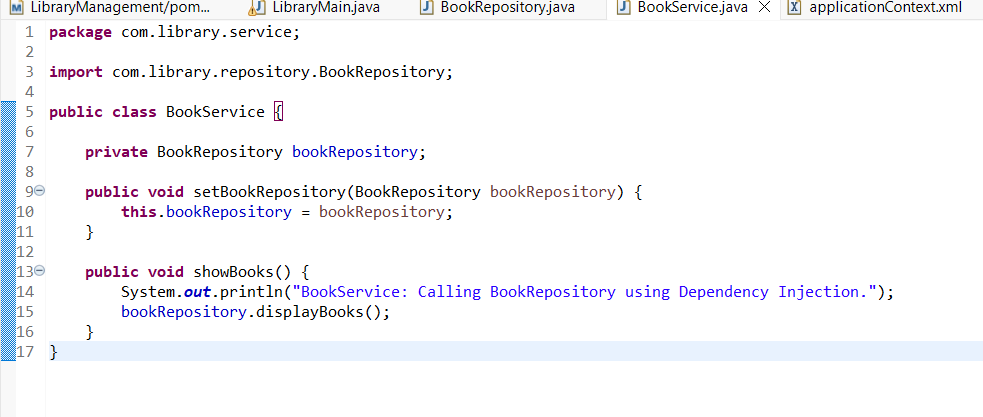 LibraryManagement/pom... LibraryMain.java BookRepository.java BookService.java applicationContext.xml
1 package com.library.service;
2
3 import com.library.repository.BookRepository;
4
5 public class BookService {
6
7     private BookRepository bookRepository;
8
9     public void setBookRepository(BookRepository bookRepository) {
10         this.bookRepository = bookRepository;
11     }
12
13     public void showBooks() {
14         System.out.println("BookService: Calling BookRepository using Dependency Injection.");
15         bookRepository.displayBooks();
16     }
17 }